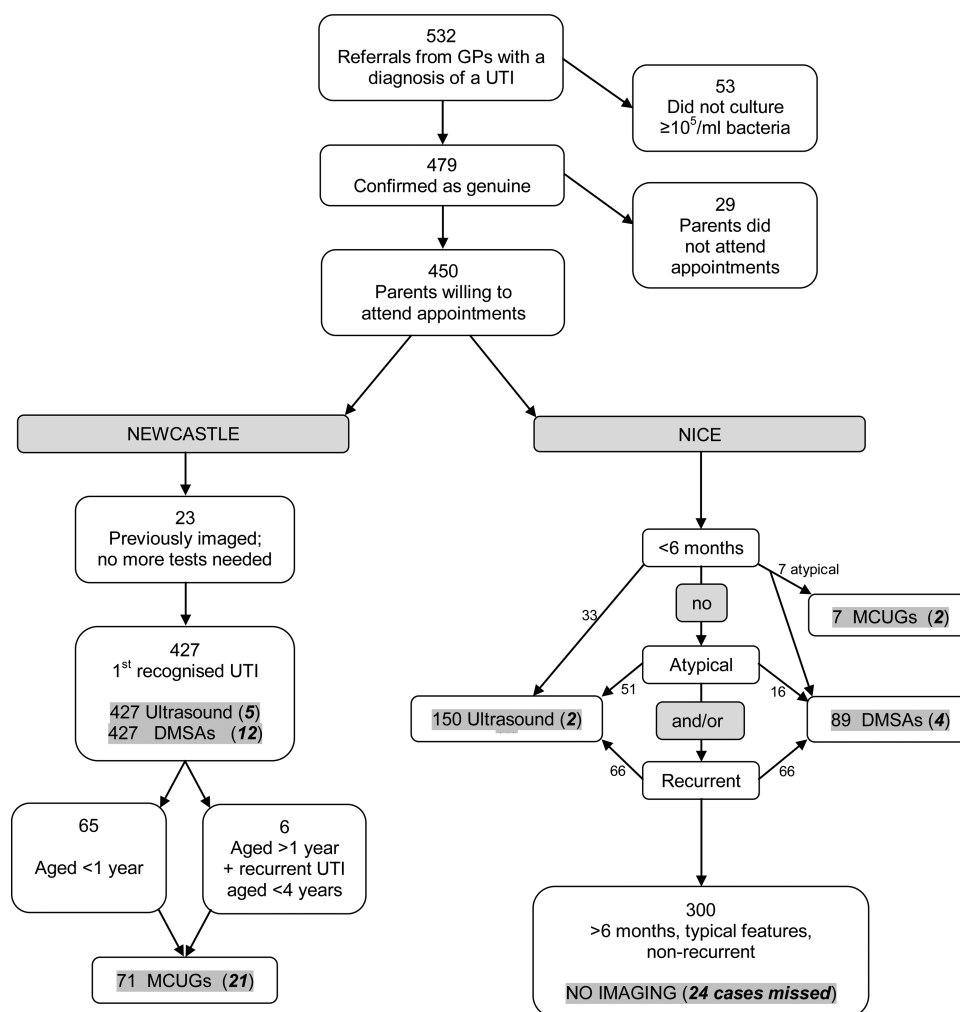 532
Referrals from GPs with a
diagnosis of a UTI
53
Did not culture
≥10⁵/ml bacteria
479
Confirmed as genuine
29
Parents did
not attend
appointments
450
Parents willing to
attend appointments
NEWCASTLE
23
Previously imaged;
no more tests needed
427
1ˢᵗ recognised UTI
427 Ultrasound (5)
427 DMSAs (12)
65
Aged <1 year
6
Aged >1 year
+ recurrent UTI
aged <4 years
71 MCUGs (21)
NICE
<6 months
7 atypical
7 MCUGs (2)
no
33
Atypical
51
16
150 Ultrasound (2)
and/or
89 DMSAs (4)
66
Recurrent
66
300
>6 months, typical features,
non-recurrent
NO IMAGING (24 cases missed)